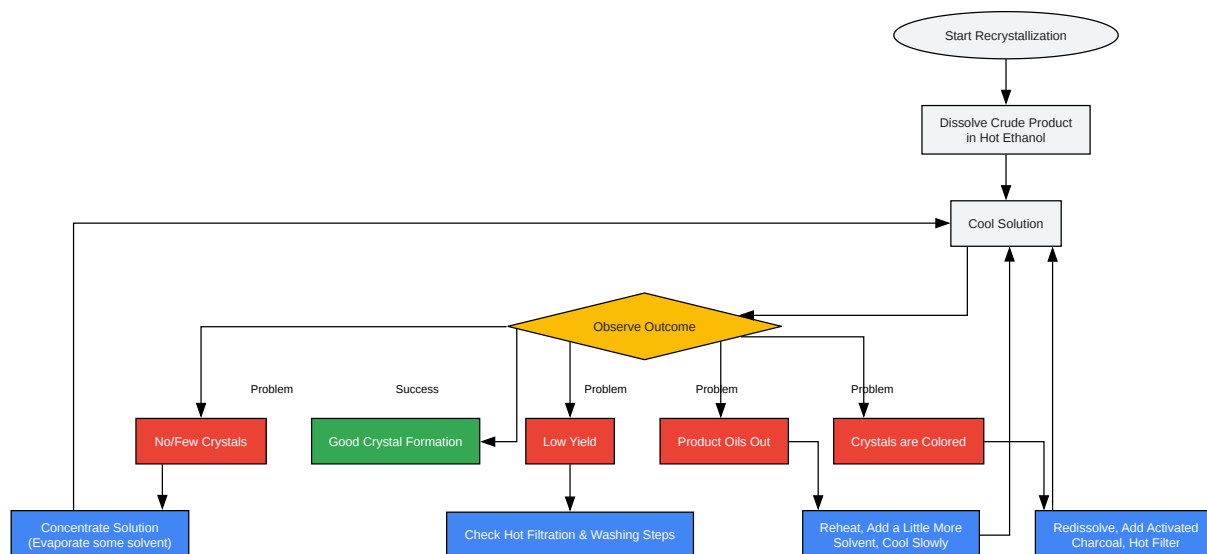 Start Recrystallization
Dissolve Crude Product
in Hot Ethanol
Cool Solution
Observe Outcome
Problem
Success
Problem
Problem
Problem
No/Few Crystals
Good Crystal Formation
Low Yield
Product Oils Out
Crystals are Colored
Concentrate Solution
(Evaporate some solvent)
Check Hot Filtration & Washing Steps
Reheat, Add a Little More
Solvent, Cool Slowly
Redissolve, Add Activated
Charcoal, Hot Filter